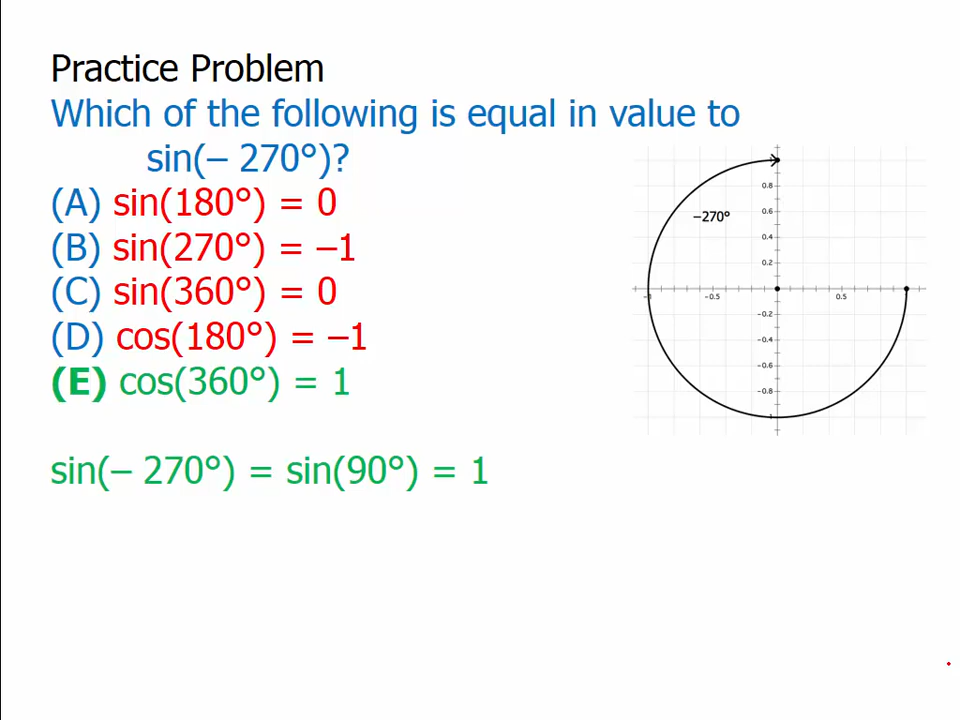 Practice Problem
Which of the following is equal in value to
sin(– 270°)?
(A) sin(180°) = 0
(B) sin(270°) = –1
(C) sin(360°) = 0
(D) cos(180°) = –1
(E) cos(360°) = 1
sin(– 270°) = sin(90°) = 1
0.8
–270°
0.6
0.4
0.2
-1
-0.5
0.5
-0.2
-0.4
-0.6
-0.8